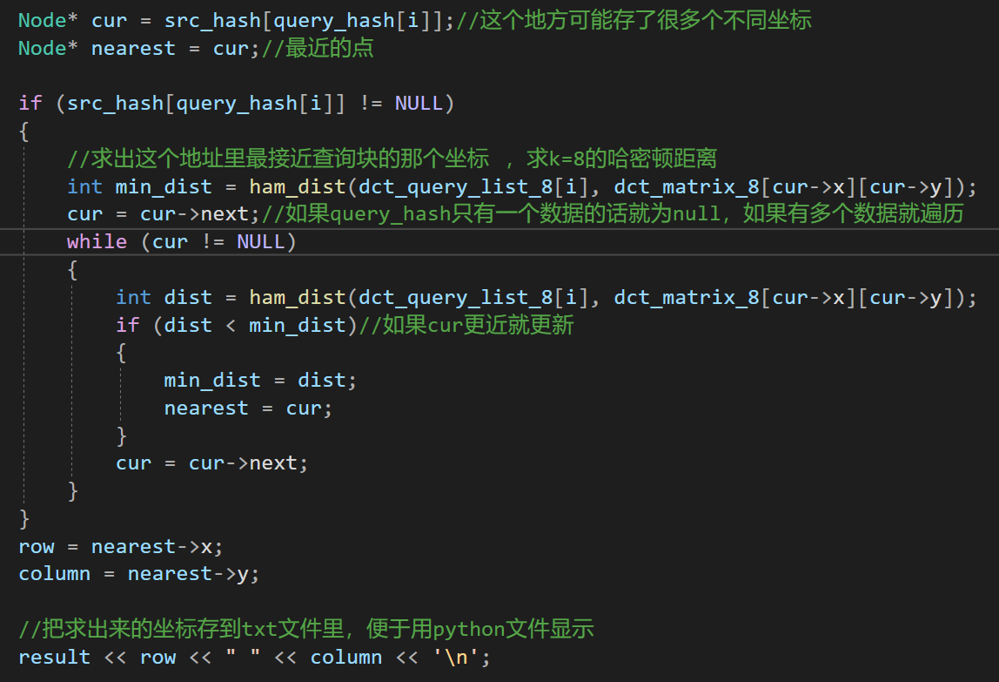 Node* cur = src_hash[query_hash[i]];//这个地方可能存了很多个不同坐标
Node* nearest = cur;//最近的点
if (src_hash[query_hash[i]] != NULL)
{
//求出这个地址里最接近查询块的那个坐标 ，求k=8的哈密顿距离
int min_dist = ham_dist(dct_query_list_8[i], dct_matrix_8[cur->x][cur->y]);
cur = cur->next;//如果query_hash只有一个数据的话就为null，如果有多个数据就遍历
while (cur != NULL)
{
int dist = ham_dist(dct_query_list_8[i], dct_matrix_8[cur->x][cur->y]);
if (dist < min_dist)//如果cur更近就更新
{
min_dist = dist;
nearest = cur;
}
cur = cur->next;
}
}
row = nearest->x;
column = nearest->y;
//把求出来的坐标存到txt文件里，便于用python文件显示
result << row << " " << column << '\n';